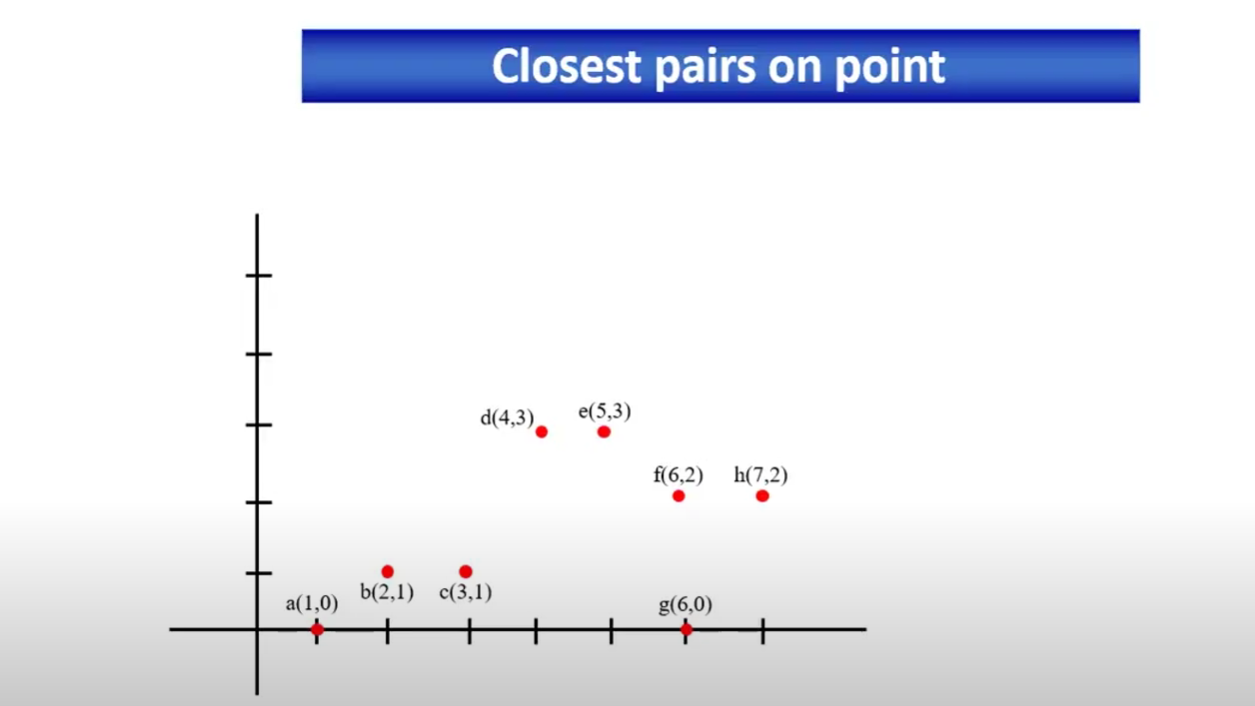 Closest pairs on point
d(4,3) e(5,3)
f(6,2) h(7,2)
b(2,1) c(3,1)
a(1,0) g(6,0)